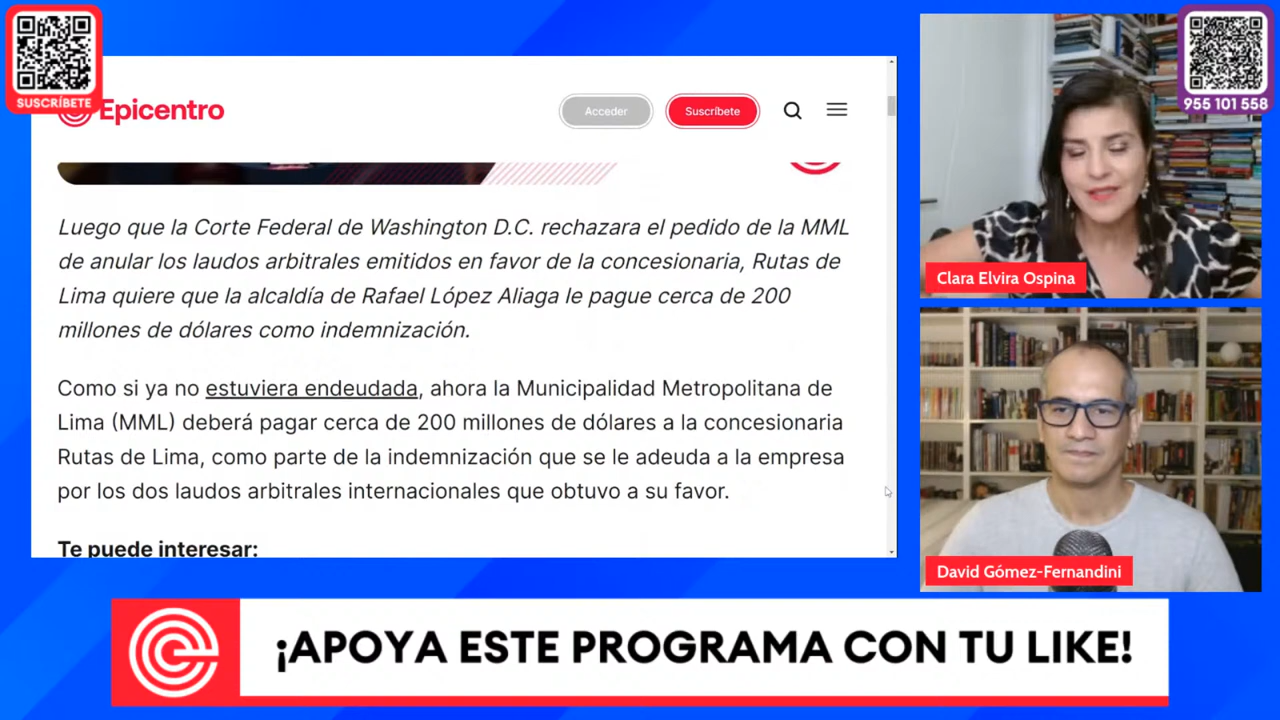 SUSCRÍBETE
Epicentro
Acceder
Suscríbete
955 101 558
Luego que la Corte Federal de Washington D.C. rechazara el pedido de la MML
de anular los laudos arbitrales emitidos en favor de la concesionaria, Rutas de
Lima quiere que la alcaldía de Rafael López Aliaga le pague cerca de 200
millones de dólares como indemnización.
Como si ya no estuviera endeudada, ahora la Municipalidad Metropolitana de
Lima (MML) deberá pagar cerca de 200 millones de dólares a la concesionaria
Rutas de Lima, como parte de la indemnización que se le adeuda a la empresa
por los dos laudos arbitrales internacionales que obtuvo a su favor.
Te puede interesar:
Clara Elvira Ospina
David Gómez-Fernandini
¡APOYA ESTE PROGRAMA CON TU LIKE!